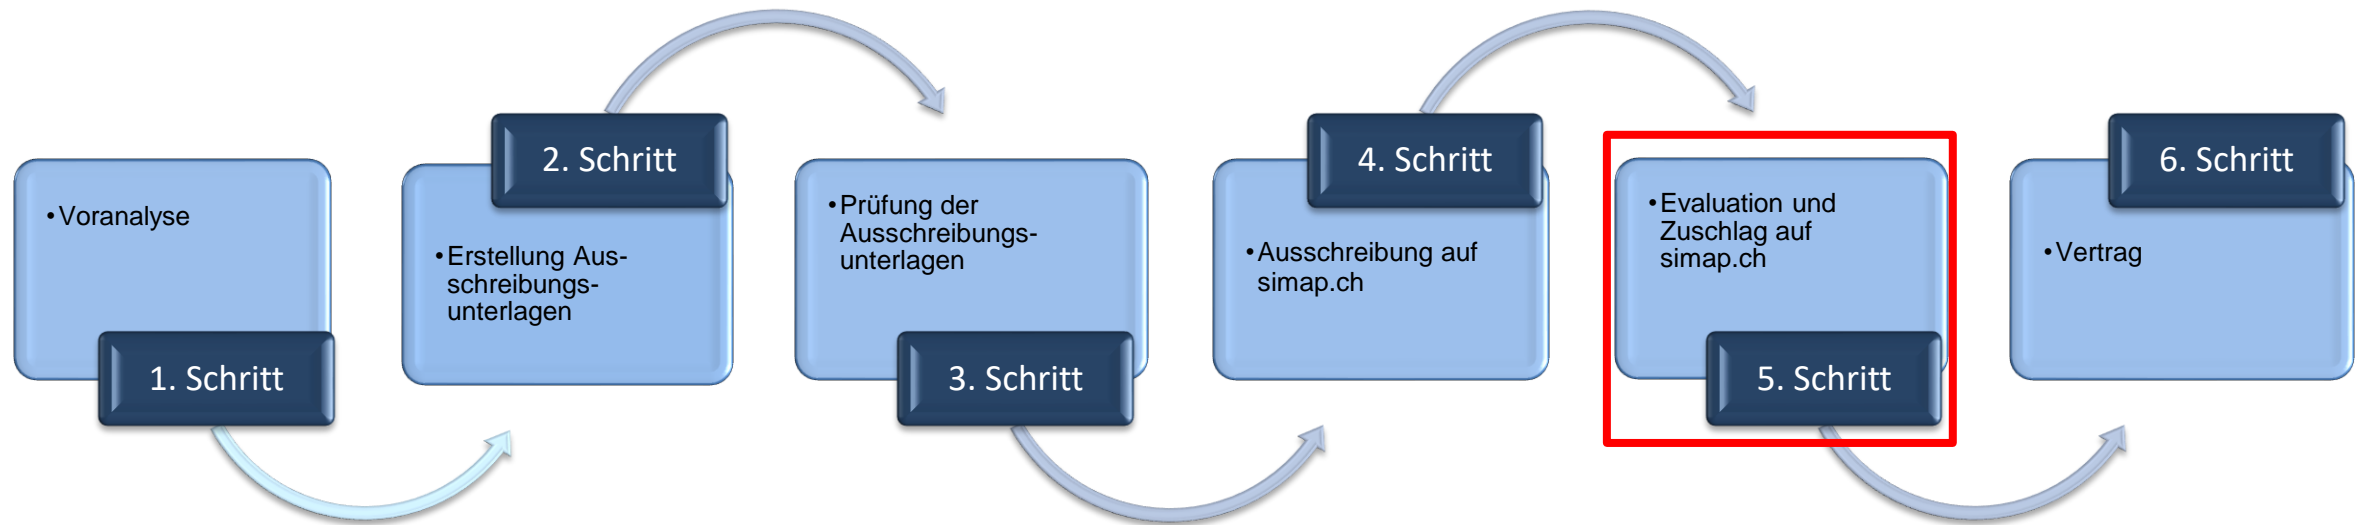 •Voranalyse
1. Schritt
2. Schritt
•Erstellung Aus-
schreibungs-
unterlagen
•Prüfung der
Ausschreibungs-
unterlagen
3. Schritt
4. Schritt
•Ausschreibung auf
simap.ch
•Evaluation und
Zuschlag auf
simap.ch
5. Schritt
6. Schritt
•Vertrag